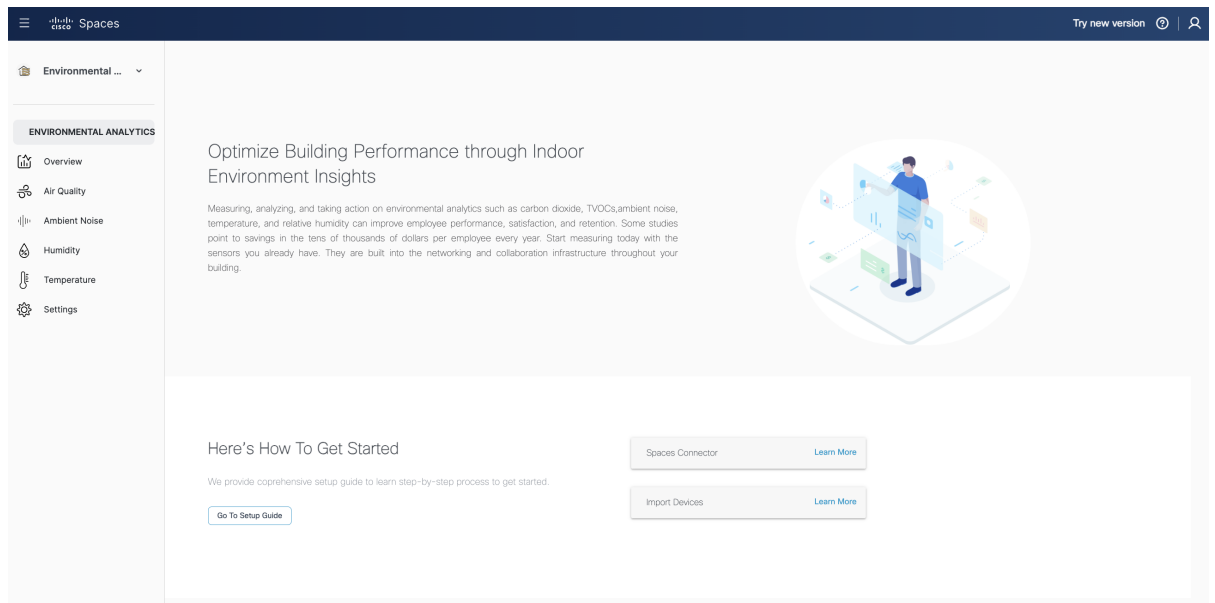 CISCO Spaces
Try new version
Environmental ...
ENVIRONMENTAL ANALYTICS
Overview
Air Quality
Ambient Noise
Humidity
Temperature
Settings
Optimize Building Performance through Indoor
Environment Insights
Measuring, analyzing, and taking action on environmental analytics such as carbon dioxide, TVOCs,ambient noise,
temperature, and relative humidity can improve employee performance, satisfaction, and retention. Some studies
point to savings in the tens of thousands of dollars per employee every year. Start measuring today with the
sensors you already have. They are built into the networking and collaboration infrastructure throughout your
building.
Here's How To Get Started
We provide coprehensive setup guide to learn step-by-step process to get started.
Go To Setup Guide
Spaces Connector Learn More
Import Devices Learn More